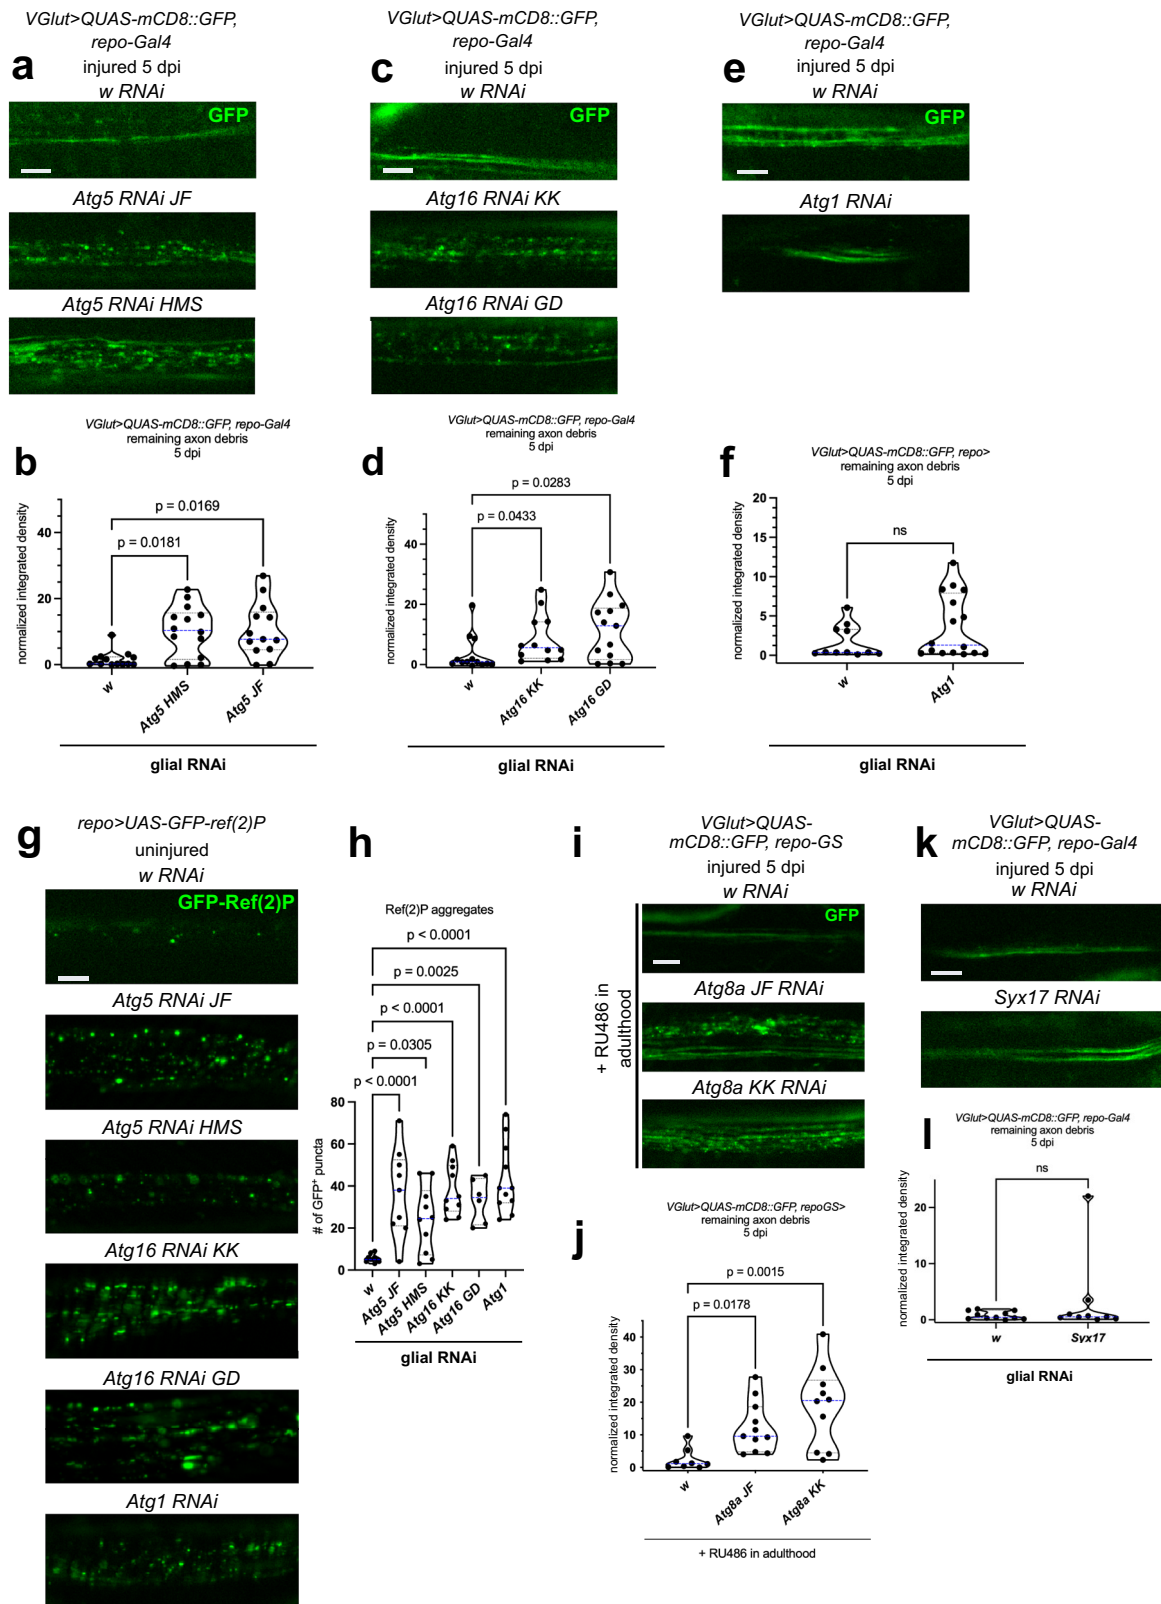 VGlut>QUAS-mCD8::GFP,
repo-Gal4
a
injured 5 dpi
w RNAi
GFP
Atg5 RNAi JF
Atg5 RNAi HMS
VGlut>QUAS-mCD8::GFP, repo-Gal4
remaining axon debris
5 dpi
b
normalized integrated density
40
20
0
p = 0.0169
p = 0.0181
w
Atg5 HMS
Atg5 JF
glial RNAi
VGlut>QUAS-mCD8::GFP,
repo-Gal4
c
injured 5 dpi
w RNAi
GFP
Atg16 RNAi KK
Atg16 RNAi GD
VGlut>QUAS-mCD8::GFP, repo-Gal4
remaining axon debris
5 dpi
d
normalized integrated density
40
20
0
p = 0.0283
p = 0.0433
w
Atg16 KK
Atg16 GD
glial RNAi
VGlut>QUAS-mCD8::GFP,
repo-Gal4
e
injured 5 dpi
w RNAi
GFP
Atg1 RNAi
f
VGlut>QUAS-mCD8::GFP, repo>
remaining axon debris
5 dpi
normalized integrated density
20
15
10
5
0
ns
w
Atg1
glial RNAi
g
repo>UAS-GFP-ref(2)P
uninjured
w RNAi
GFP-Ref(2)P
Atg5 RNAi JF
Atg5 RNAi HMS
Atg16 RNAi KK
Atg16 RNAi GD
Atg1 RNAi
h
Ref(2)P aggregates
p < 0.0001
p = 0.0025
p < 0.0001
p = 0.0305
p < 0.0001
# of GFP⁺ puncta
80
60
40
20
0
w
Atg5 JF
Atg5 HMS
Atg16 KK
Atg16 GD
Atg1
glial RNAi
i
VGlut>QUAS-
mCD8::GFP, repo-GS
injured 5 dpi
w RNAi
GFP
+ RU486 in
adulthood
Atg8a JF RNAi
Atg8a KK RNAi
VGlut>QUAS-mCD8::GFP, repoGS>
remaining axon debris
5 dpi
j
normalized integrated density
50
40
30
20
10
0
p = 0.0015
p = 0.0178
w
Atg8a JF
Atg8a KK
+ RU486 in adulthood
k
VGlut>QUAS-
mCD8::GFP, repo-Gal4
injured 5 dpi
w RNAi
Syx17 RNAi
l
VGlut>QUAS-mCD8::GFP, repo-Gal4
remaining axon debris
5 dpi
normalized integrated density
20
10
0
ns
w
Syx17
glial RNAi